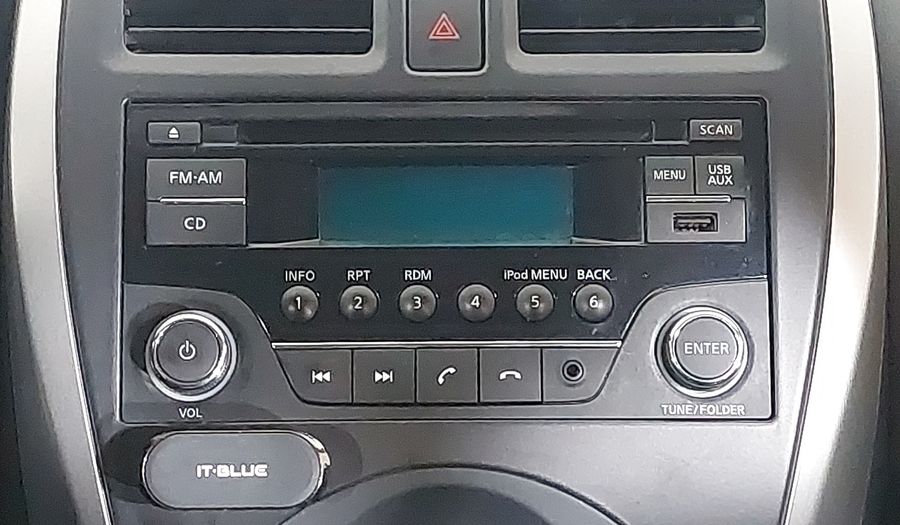 SCAN
FM·AM
MENU
USB AUX
CD
INFO RPT RDM iPod MENU BACK
1 2 3 4 5 6
ENTER
VOL
TUNE/FOLDER
IT·BLUE